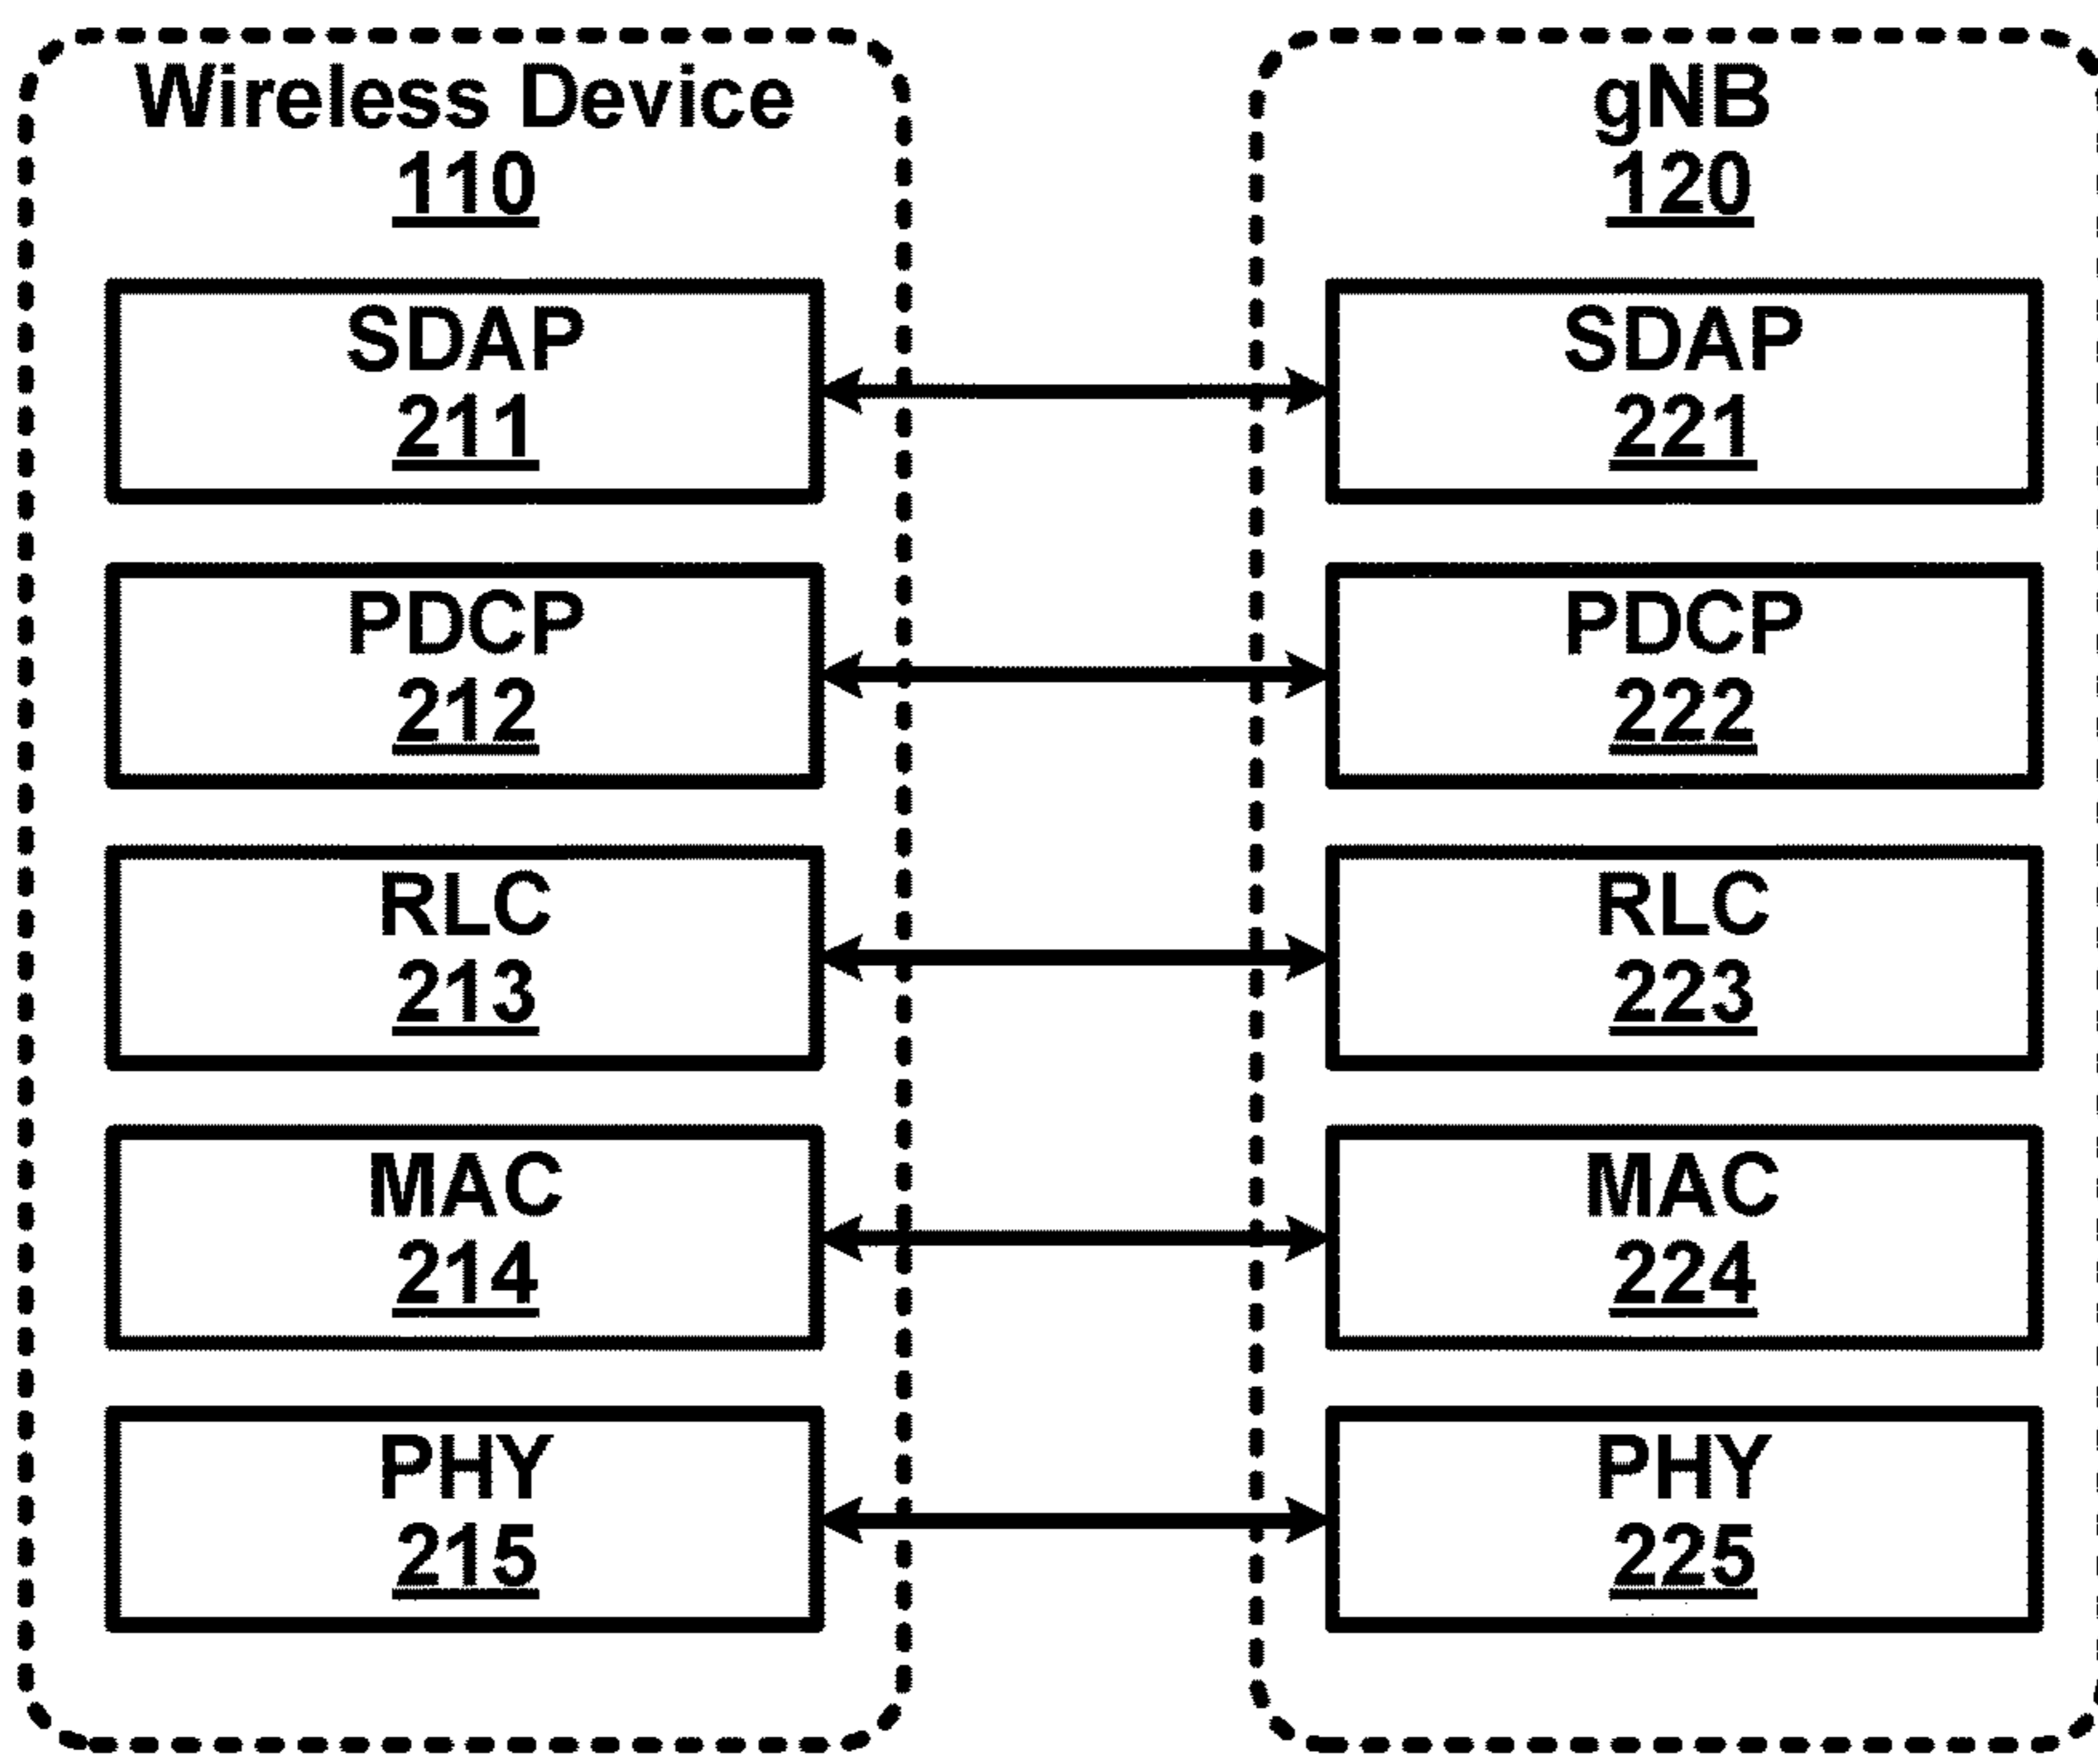 Wireless Device
110
SDAP
211
PDCP
212
RLC
213
MAC
214
PHY
215
gNB
120
SDAP
221
PDCP
222
RLC
223
MAC
224
PHY
225